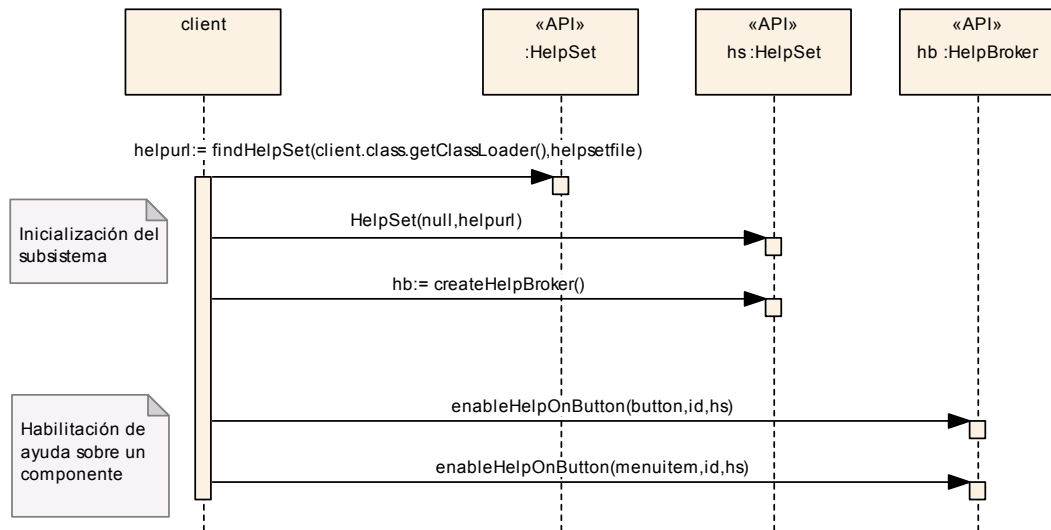 client
«API»
:HelpSet
«API»
hs :HelpSet
«API»
hb :HelpBroker
helpurl:= findHelpSet(client.class.getClassLoader(),helpsetfile)
Inicialización del
subsistema
HelpSet(null,helpurl)
hb:= createHelpBroker()
Habilitación de
ayuda sobre un
componente
enableHelpOnButton(button,id,hs)
enableHelpOnButton(menuitem,id,hs)